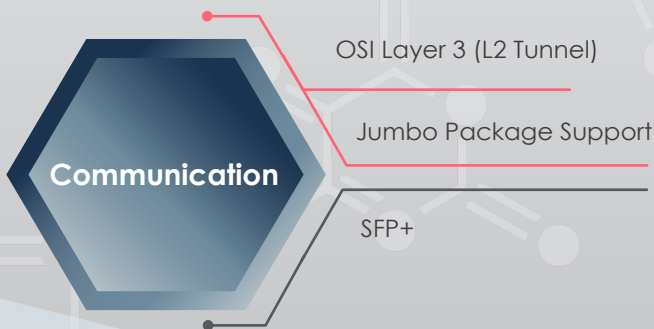 OSI Layer 3 (L2 Tunnel)
Jumbo Package Support
Communication
SFP+